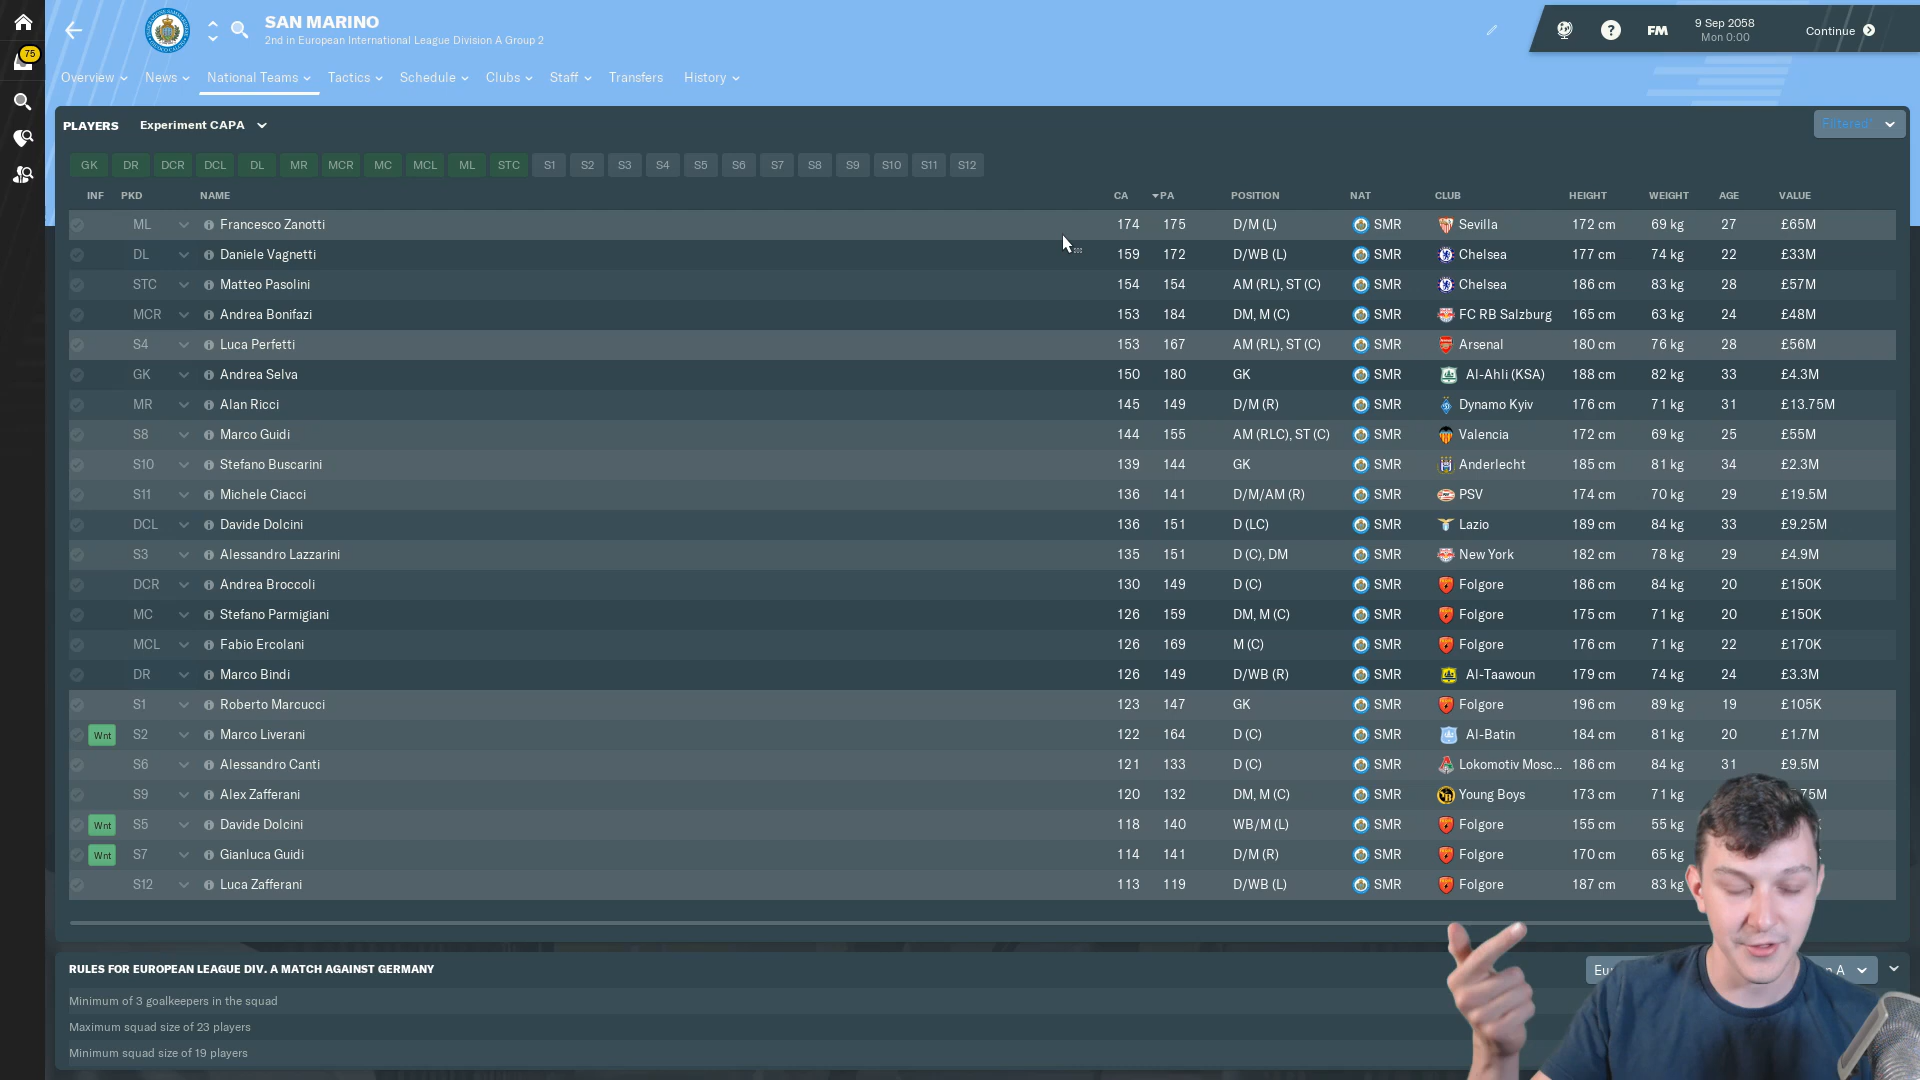 SAN MARINO
2nd in European International League Division A Group 2
75
FM
9 Sep 2058
Mon 0:00
Continue
Overview News National Teams Tactics Schedule Clubs Staff Transfers History
PLAYERS Experiment CAPA Filtered*
GK DR DCR DCL DL MR MCR MC MCL ML STC S1 S2 S3 S4 S5 S6 S7 S8 S9 S10 S11 S12
INF PKD NAME CA PA POSITION NAT CLUB HEIGHT WEIGHT AGE VALUE
ML Francesco Zanotti 174 175 D/M (L) SMR Sevilla 172 cm 69 kg 27 £65M
DL Daniele Vagnetti 159 172 D/WB (L) SMR Chelsea 177 cm 74 kg 22 £33M
STC Matteo Pasolini 154 154 AM (RL), ST (C) SMR Chelsea 186 cm 83 kg 28 £57M
MCR Andrea Bonifazi 153 184 DM, M (C) SMR FC RB Salzburg 165 cm 63 kg 24 £48M
S4 Luca Perfetti 153 167 AM (RL), ST (C) SMR Arsenal 180 cm 76 kg 28 £56M
GK Andrea Selva 150 180 GK SMR Al-Ahli (KSA) 188 cm 82 kg 33 £4.3M
MR Alan Ricci 145 149 D/M (R) SMR Dynamo Kyiv 176 cm 71 kg 31 £13.75M
S8 Marco Guidi 144 155 AM (RLC), ST (C) SMR Valencia 172 cm 69 kg 25 £55M
S10 Stefano Buscarini 139 144 GK SMR Anderlecht 185 cm 81 kg 34 £2.3M
S11 Michele Ciacci 136 141 D/M/AM (R) SMR PSV 174 cm 70 kg 29 £19.5M
DCL Davide Dolcini 136 151 D (LC) SMR Lazio 189 cm 84 kg 33 £9.25M
S3 Alessandro Lazzarini 135 151 D (C), DM SMR New York 182 cm 78 kg 29 £4.9M
DCR Andrea Broccoli 130 149 D (C) SMR Folgore 186 cm 84 kg 20 £150K
MC Stefano Parmigiani 126 159 DM, M (C) SMR Folgore 175 cm 71 kg 20 £150K
MCL Fabio Ercolani 126 169 M (C) SMR Folgore 176 cm 71 kg 22 £170K
DR Marco Bindi 126 149 D/WB (R) SMR Al-Taawoun 179 cm 74 kg 24 £3.3M
S1 Roberto Marcucci 123 147 GK SMR Folgore 196 cm 89 kg 19 £105K
Wnt S2 Marco Liverani 122 164 D (C) SMR Al-Batin 184 cm 81 kg 20 £1.7M
S6 Alessandro Canti 121 133 D (C) SMR Lokomotiv Mosc... 186 cm 84 kg 31 £9.5M
S9 Alex Zafferani 120 132 DM, M (C) SMR Young Boys 173 cm 71 kg 75M
Wnt S5 Davide Dolcini 118 140 WB/M (L) SMR Folgore 155 cm 55 kg
Wnt S7 Gianluca Guidi 114 141 D/M (R) SMR Folgore 170 cm 65 kg
S12 Luca Zafferani 113 119 D/WB (L) SMR Folgore 187 cm 83 kg
RULES FOR EUROPEAN LEAGUE DIV. A MATCH AGAINST GERMANY
Minimum of 3 goalkeepers in the squad
Maximum squad size of 23 players
Minimum squad size of 19 players